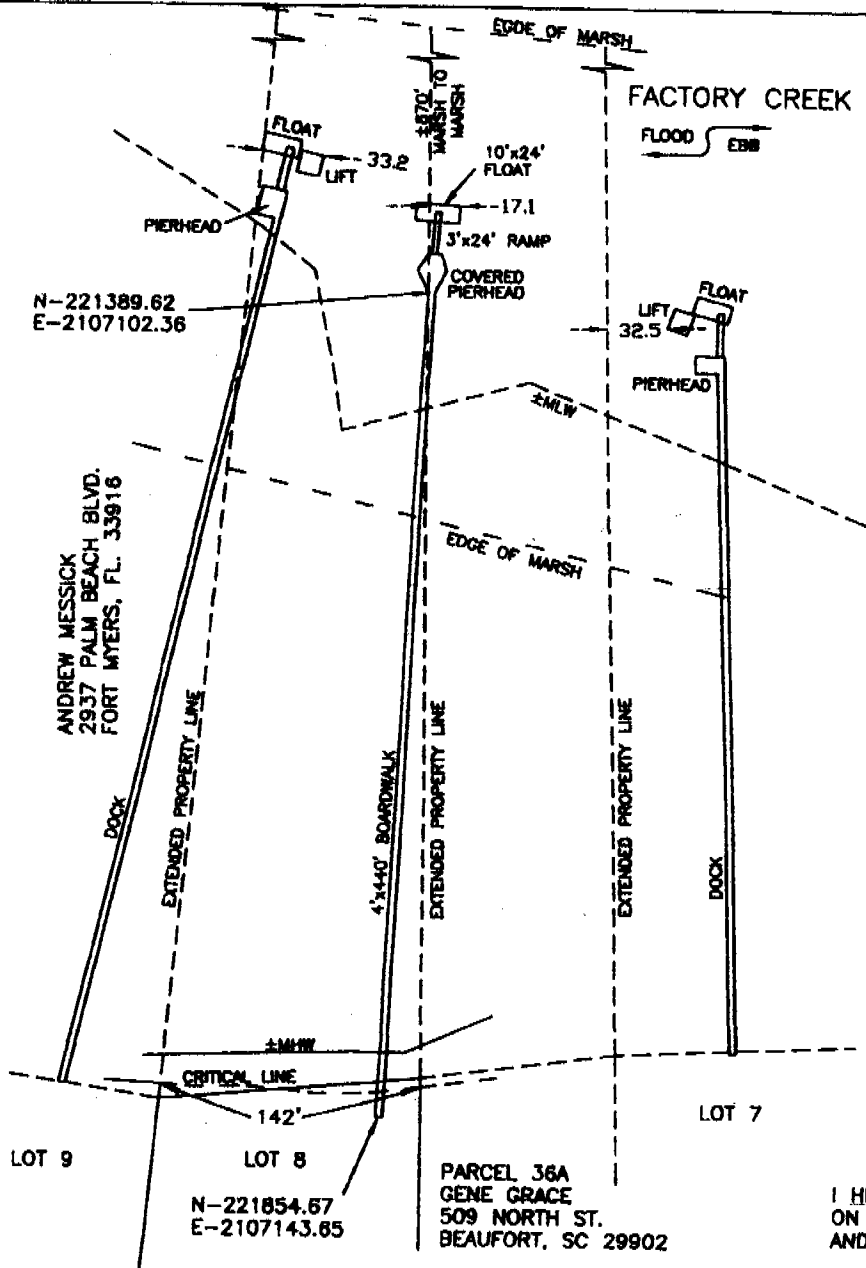 EGDE OF MARSH
FACTORY CREEK
FLOOD
EBB
±870'
MARSH TO
MARSH
FLOAT
33.2
LIFT
PIERHEAD
10'x24'
FLOAT
17.1
3'x24' RAMP
COVERED
PIERHEAD
N-221389.62
E-2107102.36
FLOAT
LIFT
32.5
PIERHEAD
±MLW
EDGE OF MARSH
ANDREW MESSICK
2937 PALM BEACH BLVD.
FORT MYERS, FL. 33916
DOCK
EXTENDED PROPERTY LINE
4'x440' BOARDWALK
EXTENDED PROPERTY LINE
EXTENDED PROPERTY LINE
DOCK
±MHW
CRITICAL LINE
142'
LOT 9
LOT 8
LOT 7
N-221854.67
E-2107143.65
PARCEL 36A
GENE GRACE
509 NORTH ST.
BEAUFORT, SC 29902
I
ON
AND